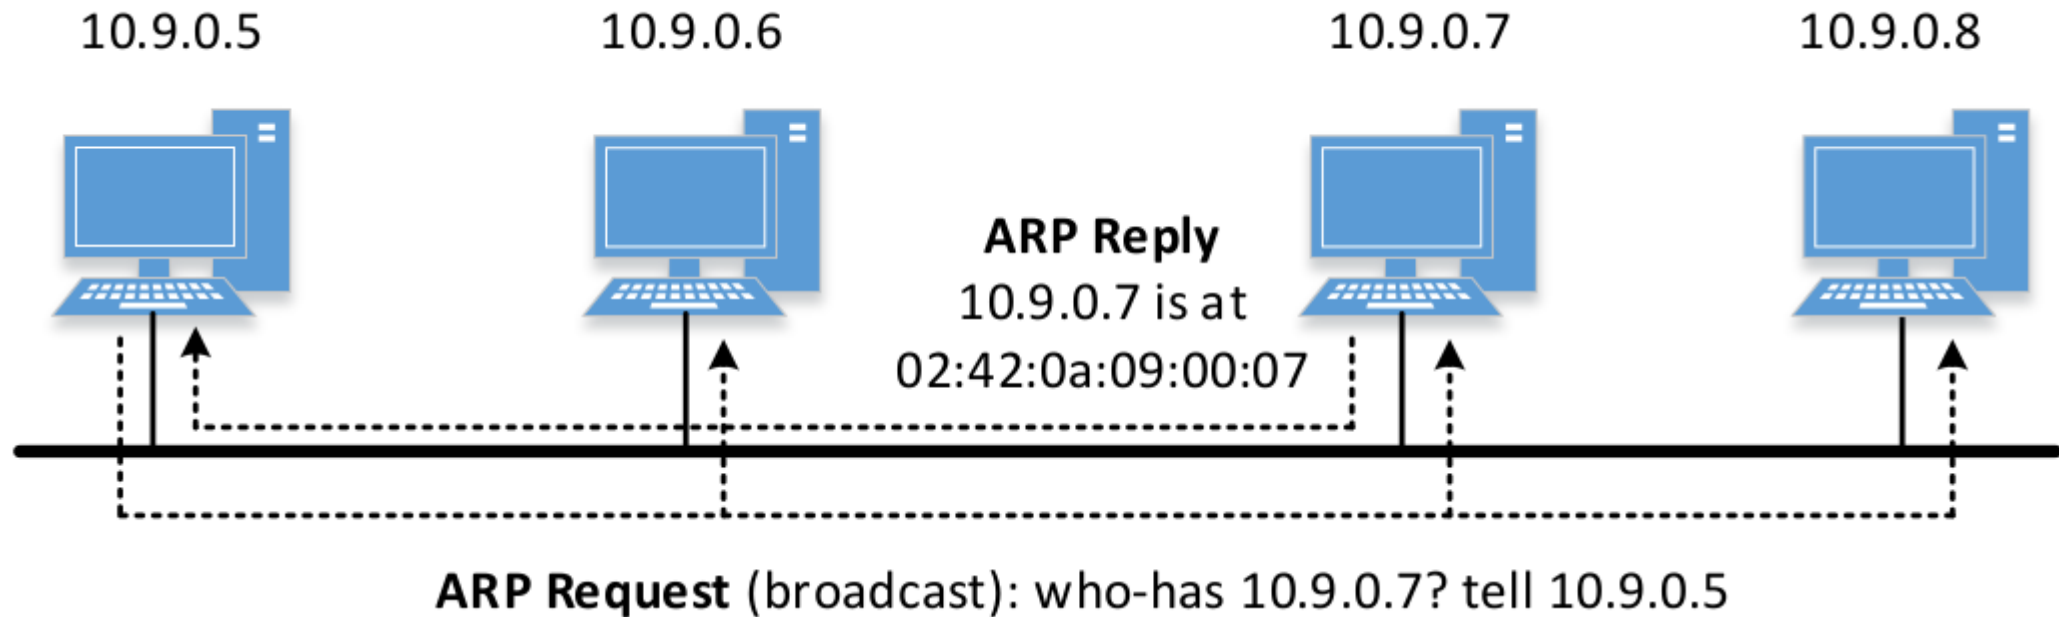 10.9.0.5
10.9.0.6
10.9.0.7
10.9.0.8
ARP Reply
10.9.0.7 is at
02:42:0a:09:00:07
ARP Request (broadcast): who-has 10.9.0.7? tell 10.9.0.5